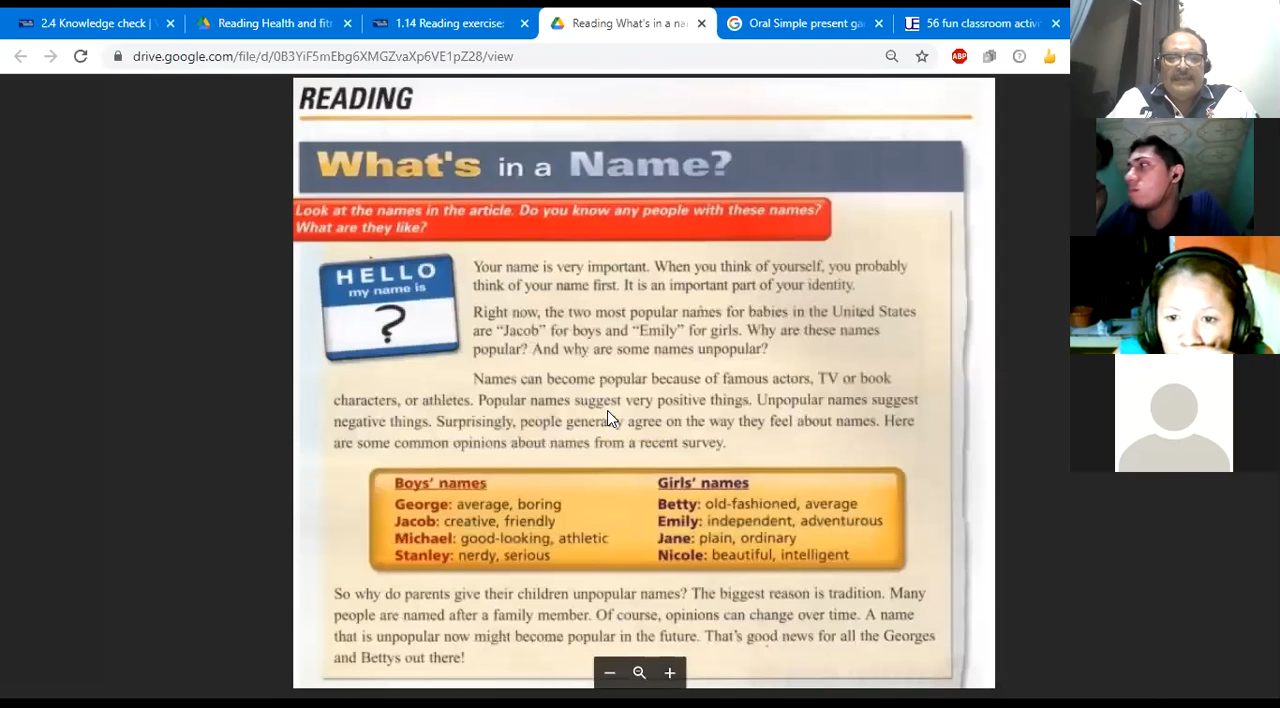 2.4 Knowledge check |
Reading Health and fit
1.14 Reading exercise:
Reading What's in a na
Oral Simple present ga
56 fun classroom activi
drive.google.com/file/d/0B3YiF5mEbg6XMGZvaXp6VE1pZ28/view
ABP
READING
What's in a Name?
Look at the names in the article. Do you know any people with these names?
What are they like?
HELLO
my name is
?
Your name is very important. When you think of yourself, you probably
think of your name first. It is an important part of your identity.
Right now, the two most popular names for babies in the United States
are “Jacob” for boys and “Emily” for girls. Why are these names
popular? And why are some names unpopular?
Names can become popular because of famous actors, TV or book
characters, or athletes. Popular names suggest very positive things. Unpopular names suggest
negative things. Surprisingly, people generally agree on the way they feel about names. Here
are some common opinions about names from a recent survey.
Boys' names
George: average, boring
Jacob: creative, friendly
Michael: good-looking, athletic
Stanley: nerdy, serious
Girls' names
Betty: old-fashioned, average
Emily: independent, adventurous
Jane: plain, ordinary
Nicole: beautiful, intelligent
So why do parents give their children unpopular names? The biggest reason is tradition. Many
people are named after a family member. Of course, opinions can change over time. A name
that is unpopular now might become popular in the future. That's good news for all the Georges
and Bettys out there!